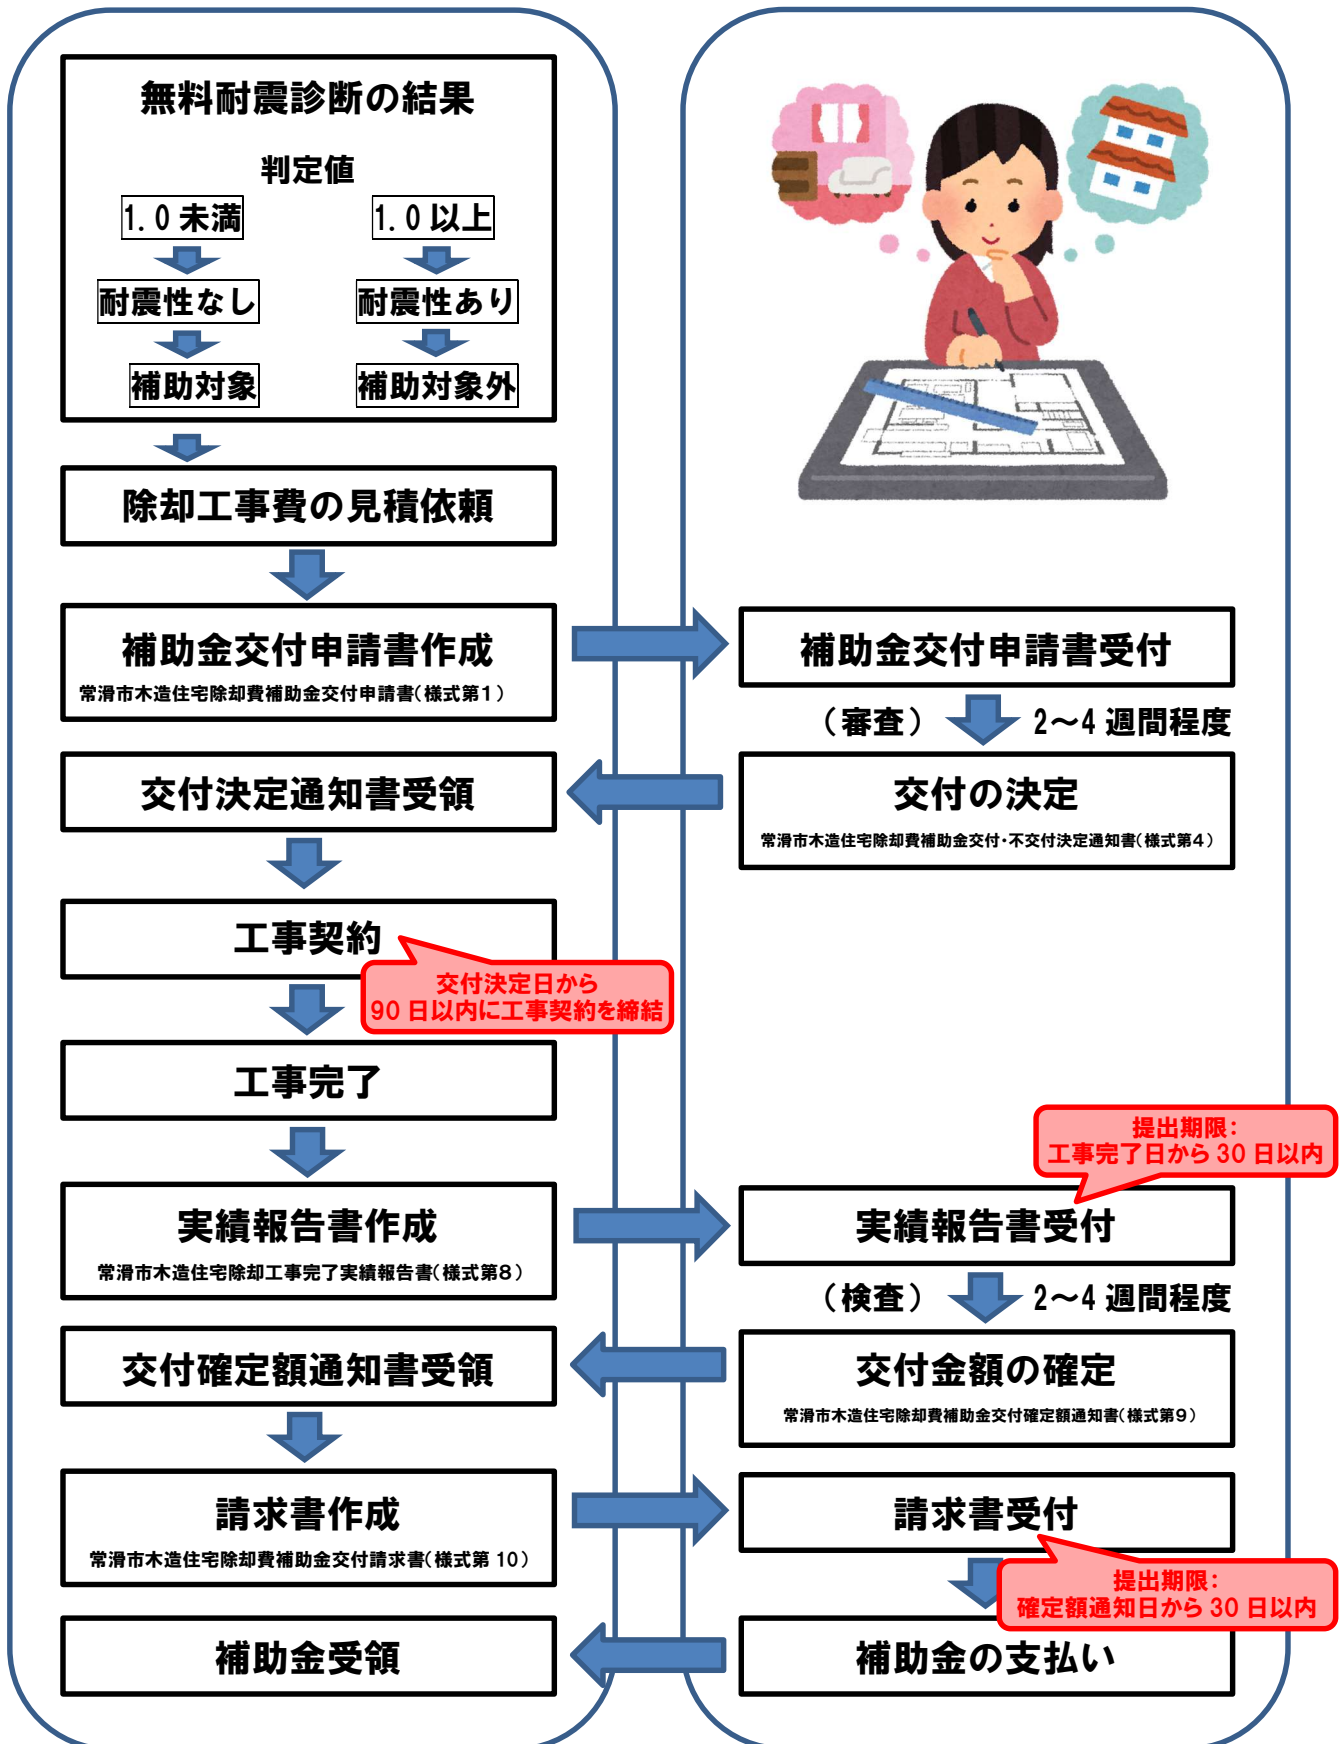 無料耐震診断の結果
判定値
1.0未満
1.0以上
耐震性なし
耐震性あり
補助対象
補助対象外
除却工事費の見積依頼
補助金交付申請書作成
常滑市木造住宅除却費補助金交付申請書(様式第1)
補助金交付申請書受付
(審査)
2～4週間程度
交付決定通知書受領
交付の決定
常滑市木造住宅除却費補助金交付・不交付決定通知書(様式第4)
工事契約
交付決定日から
90日以内に工事契約を締結
工事完了
提出期限：
工事完了日から30日以内
実績報告書作成
常滑市木造住宅除却工事完了実績報告書(様式第8)
実績報告書受付
(検査)
2～4週間程度
交付確定額通知書受領
交付金額の確定
常滑市木造住宅除却費補助金交付確定額通知書(様式第9)
請求書作成
常滑市木造住宅除却費補助金交付請求書(様式第10)
請求書受付
提出期限：
確定額通知日から30日以内
補助金受領
補助金の支払い